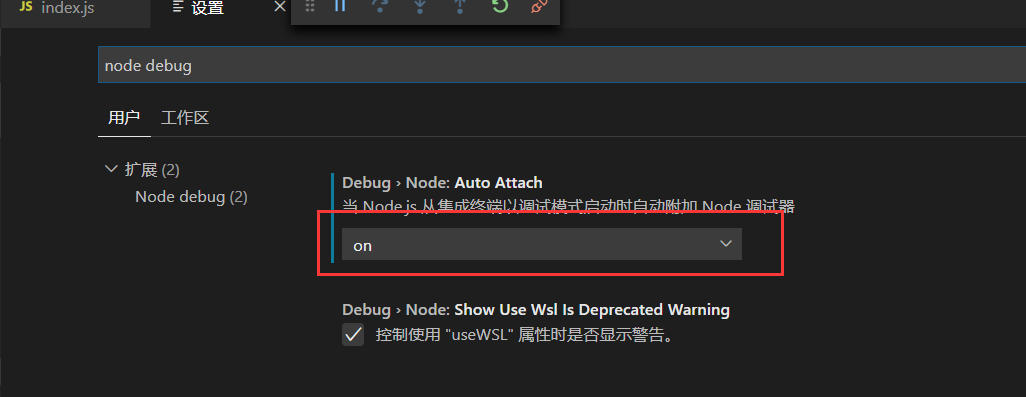 JS index.js
设置
node debug
用户 工作区
扩展 (2)
Node debug (2)
Debug › Node: Auto Attach
当 Node.js 从集成终端以调试模式启动时自动附加 Node 调试器
on
Debug › Node: Show Use Wsl Is Deprecated Warning
控制使用 "useWSL" 属性时是否显示警告。